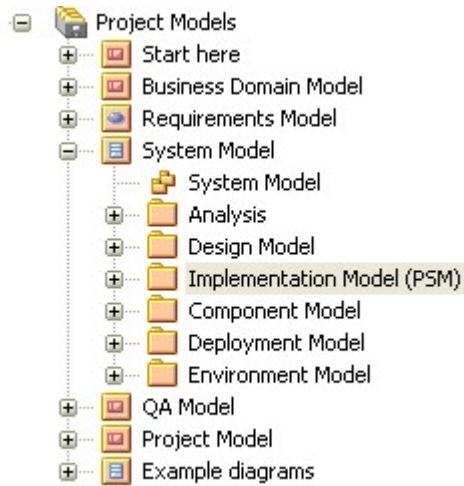 Project Models
Start here
Business Domain Model
Requirements Model
System Model
System Model
Analysis
Design Model
Implementation Model (PSM)
Component Model
Deployment Model
Environment Model
QA Model
Project Model
Example diagrams